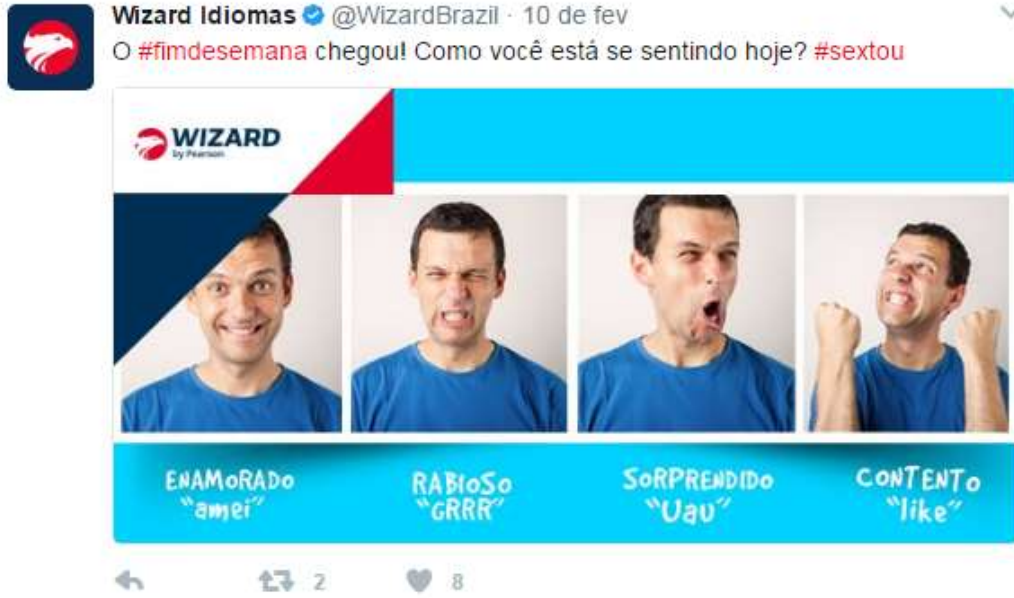 Wizard Idiomas @WizardBrazil · 10 de fev
O #fimdesemana chegou! Como você está se sentindo hoje? #sextou
WIZARD
by Pearson
ENAMORADO
"amei"
RABIOSO
"GRRR"
SORPRENDIDO
"Uau"
CONTENTO
"like"
2 8